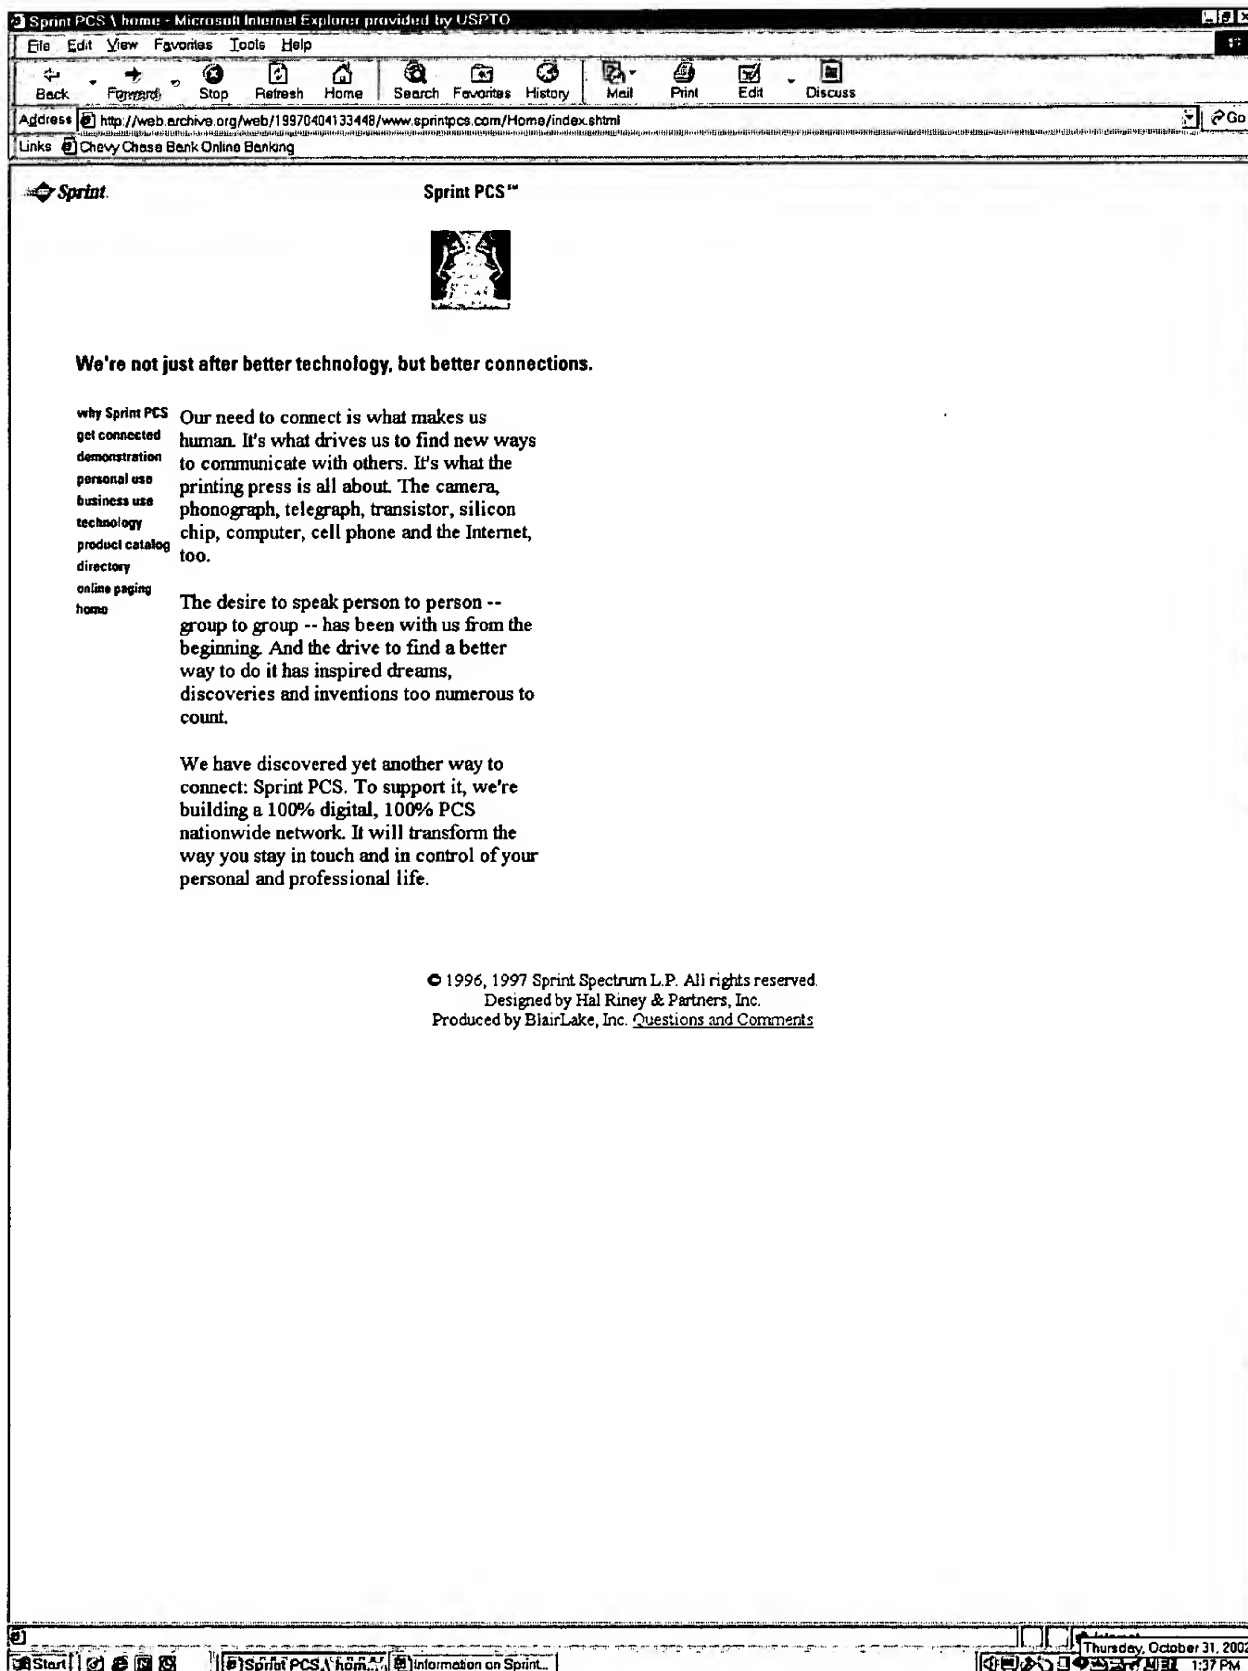 Sprint PCS \ home - Microsoft Internet Explorer provided by USPTO
File Edit View Favorites Tools Help
Back Forward Stop Refresh Home Search Favorites History Mail Print Edit Discuss
Address http://web.archive.org/web/19970404133448/www.sprintpcs.com/Home/index.shtml Go
Links Chevy Chase Bank Online Banking
Sprint. Sprint PCS℠
We're not just after better technology, but better connections.
why Sprint PCS
get connected
demonstration
personal use
business use
technology
product catalog
directory
online paging
home
Our need to connect is what makes us
human. It's what drives us to find new ways
to communicate with others. It's what the
printing press is all about. The camera,
phonograph, telegraph, transistor, silicon
chip, computer, cell phone and the Internet,
too.
The desire to speak person to person --
group to group -- has been with us from the
beginning. And the drive to find a better
way to do it has inspired dreams,
discoveries and inventions too numerous to
count.
We have discovered yet another way to
connect: Sprint PCS. To support it, we're
building a 100% digital, 100% PCS
nationwide network. It will transform the
way you stay in touch and in control of your
personal and professional life.
© 1996, 1997 Sprint Spectrum L.P. All rights reserved.
Designed by Hal Riney & Partners, Inc.
Produced by BlairLake, Inc. Questions and Comments
Thursday, October 31, 2002
Start Sprint PCS \ hom... Information on Sprint... 1:37 PM